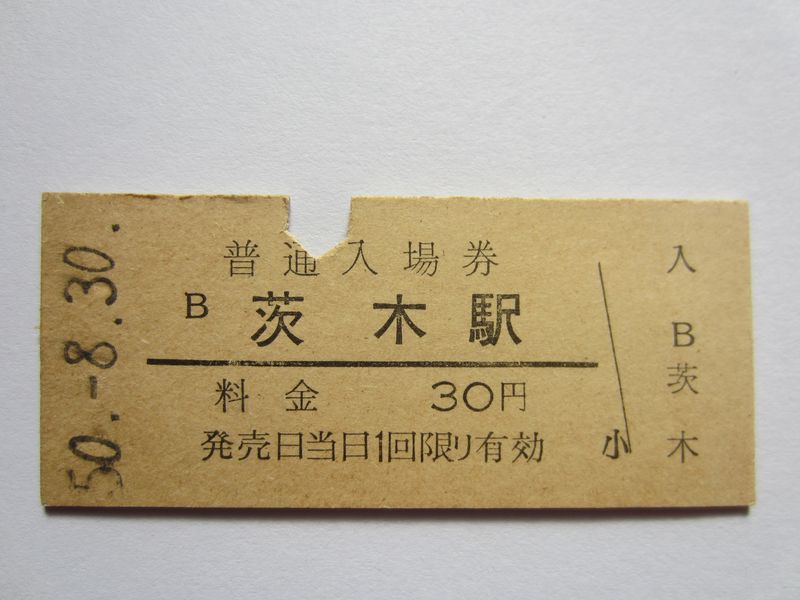 50.-8.30.
普通入場券
B 茨木駅
料金 30円
発売日当日1回限り有効
小
入
B
茨
木